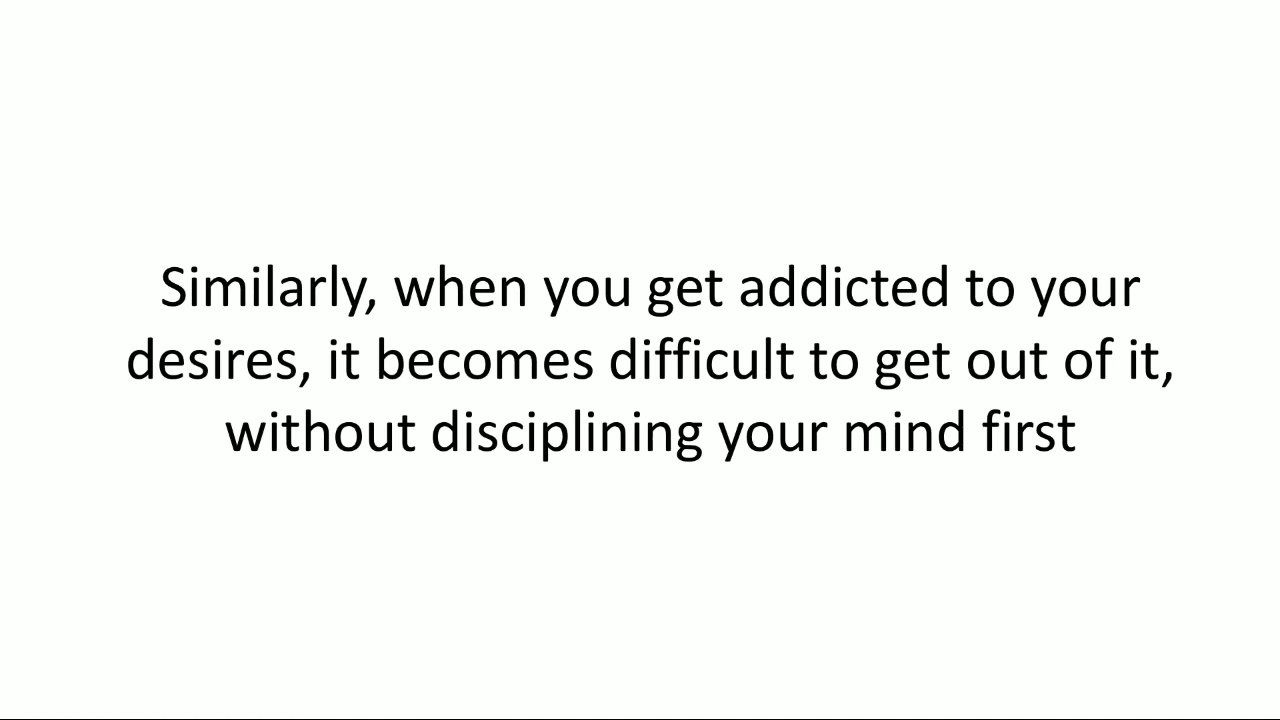 Similarly, when you get addicted to your
desires, it becomes difficult to get out of it,
without disciplining your mind first